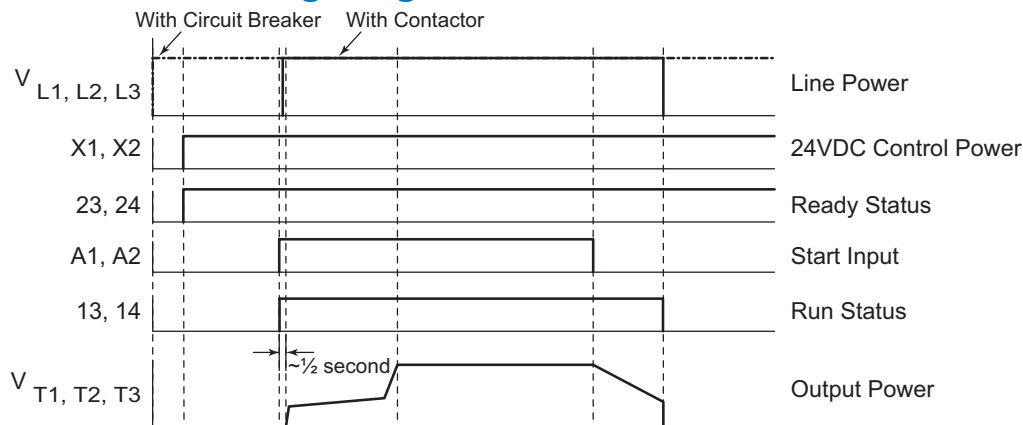 With Circuit Breaker
With Contactor
V L1, L2, L3
Line Power
X1, X2
24VDC Control Power
23, 24
Ready Status
A1, A2
Start Input
13, 14
Run Status
~½ second
V T1, T2, T3
Output Power